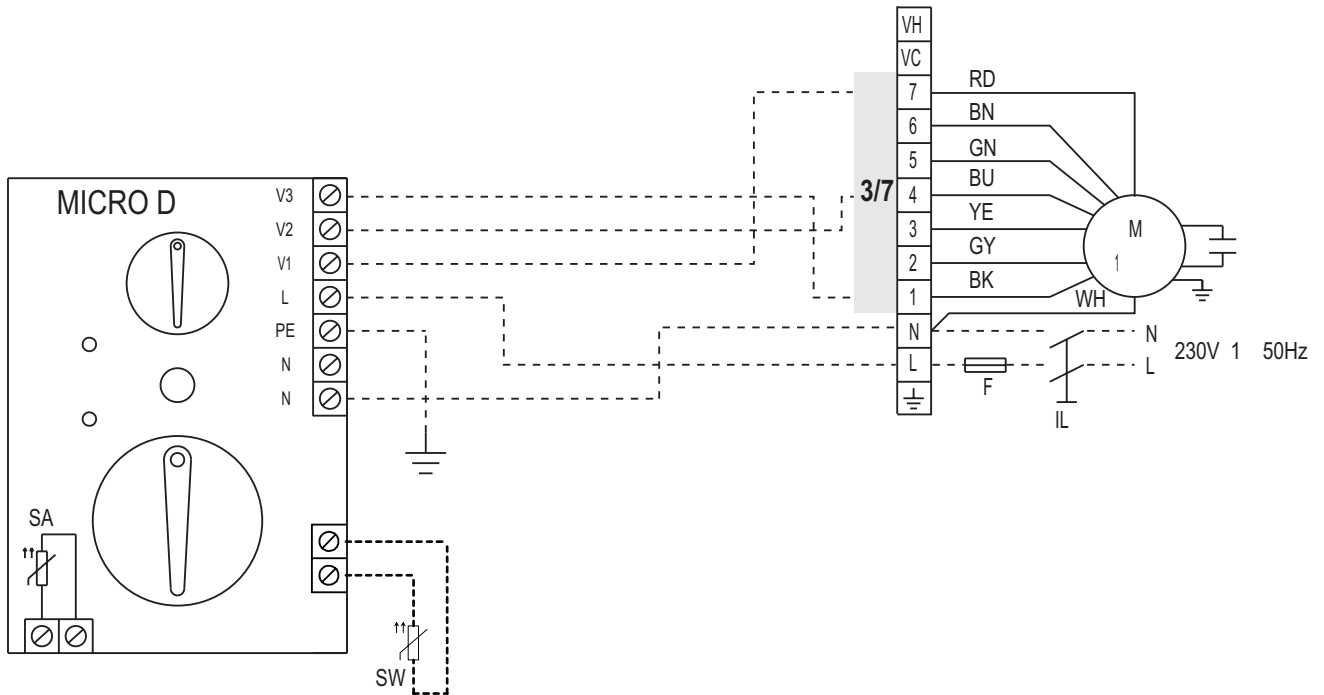 MICRO D
V3
V2
V1
L
PE
N
N
SA
SW
3/7
VH
VC
7
6
5
4
3
2
1
N
L
RD
BN
GN
BU
YE
GY
BK
WH
M
1
F
IL
N
L
230V 1 50Hz